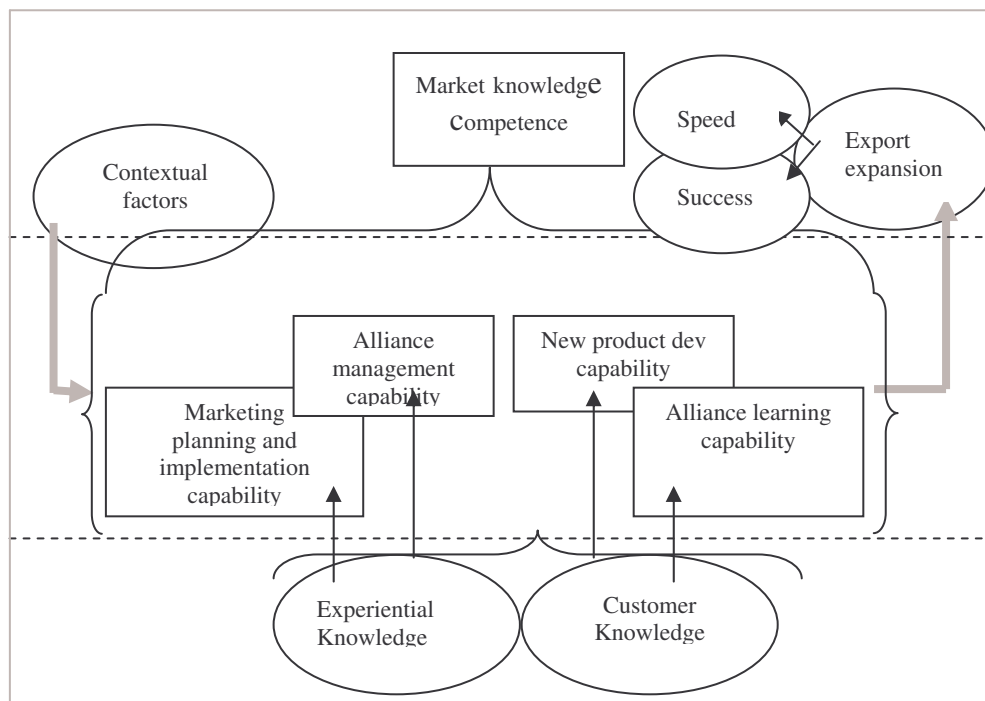 Market knowledge
competence
Speed
Export
expansion
Contextual
factors
Success
Alliance
management
capability
New product dev
capability
Marketing
planning and
implementation
capability
Alliance learning
capability
Experiential
Knowledge
Customer
Knowledge